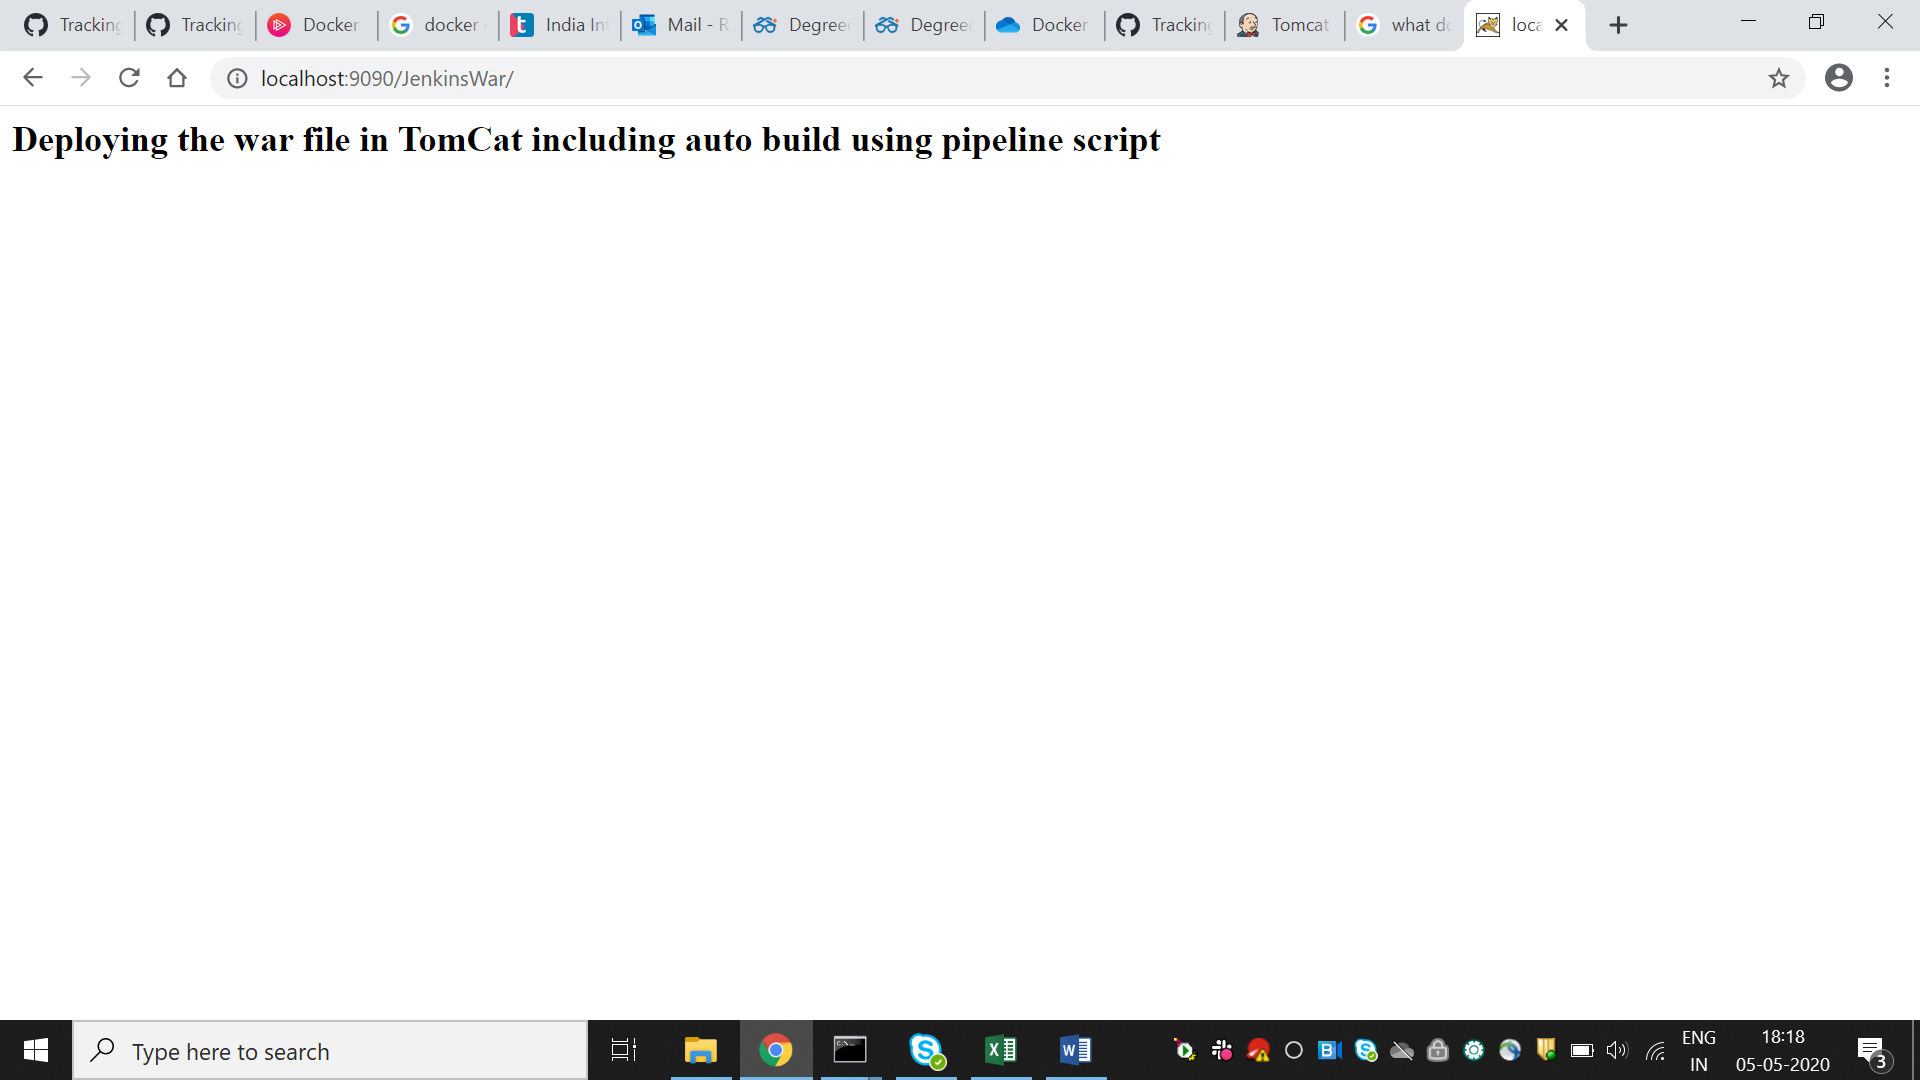 Tracking Tracking Docker docker India In Mail - R Degree Degree Docker Tracking Tomcat what do loca
localhost:9090/JenkinsWar/
Deploying the war file in TomCat including auto build using pipeline script
Type here to search
ENG
IN
18:18
05-05-2020
3